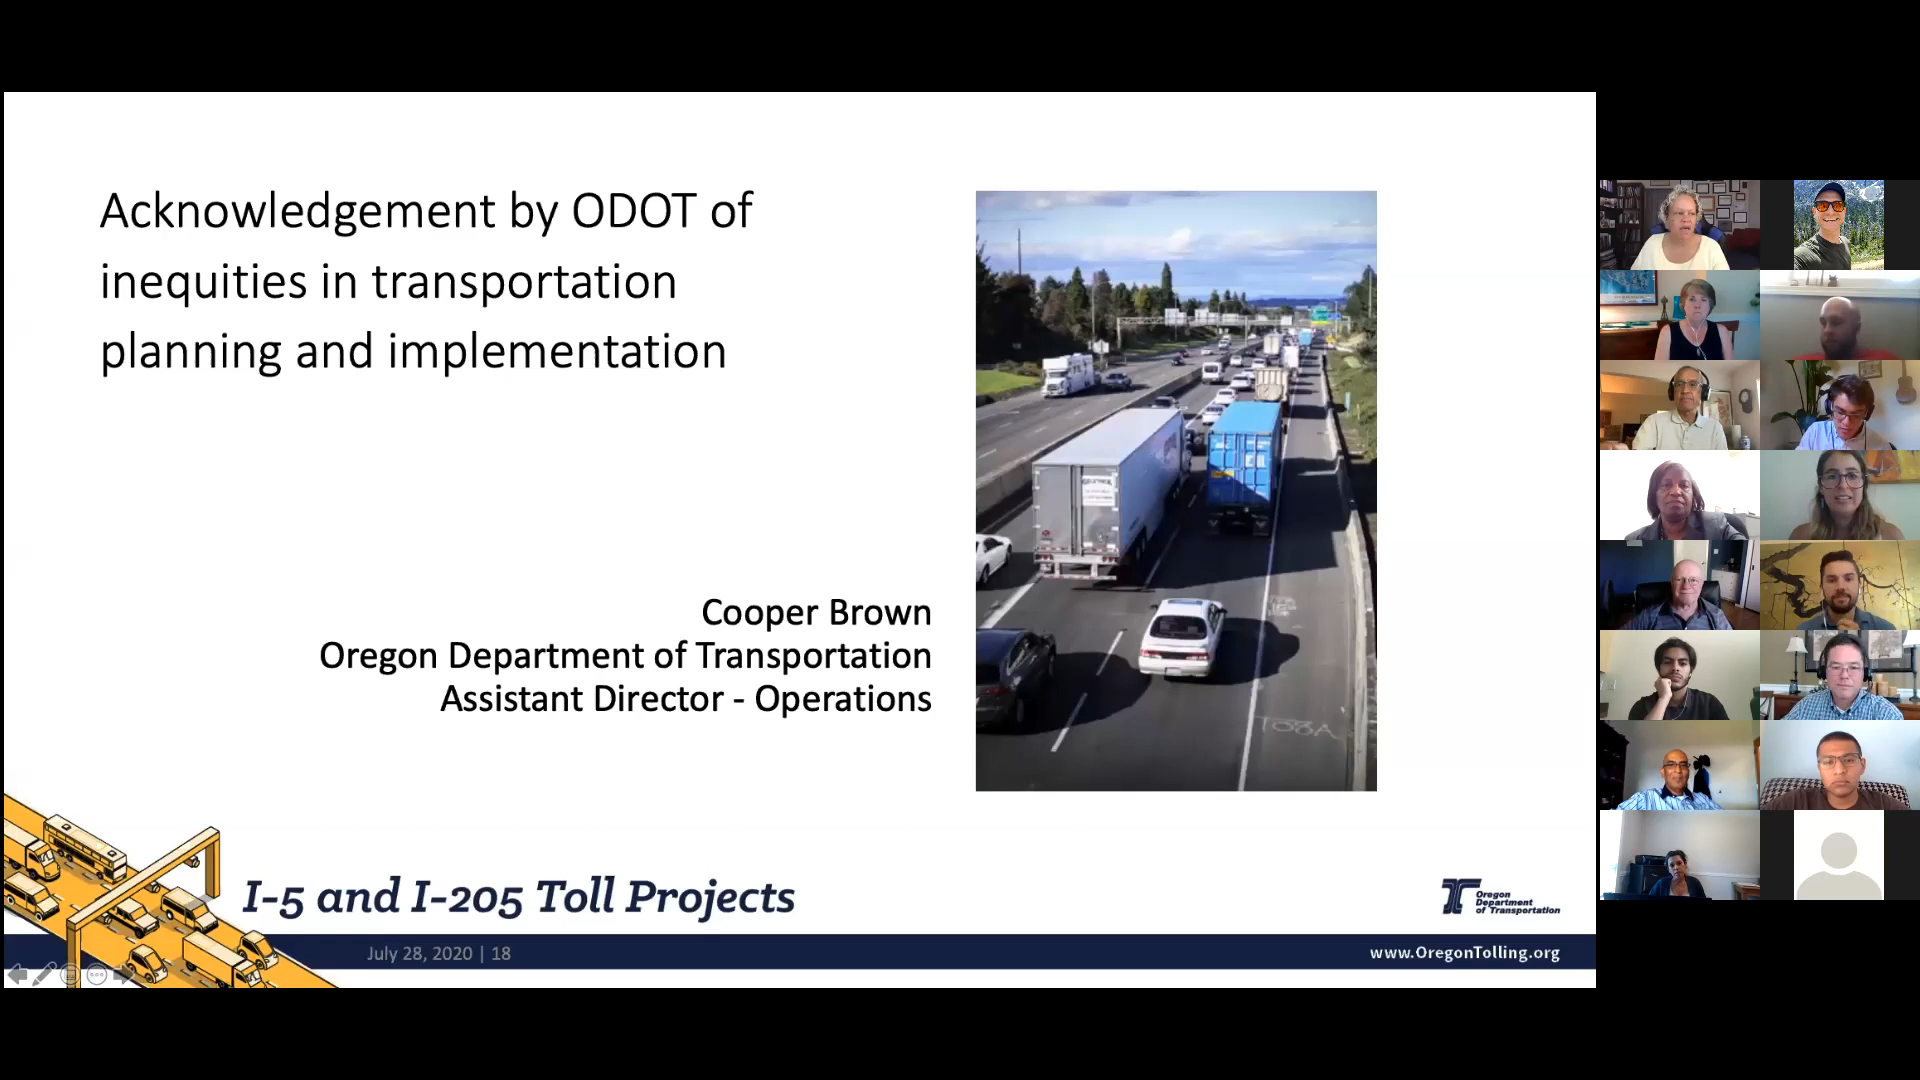 Acknowledgement by ODOT of
inequities in transportation
planning and implementation
Cooper Brown
Oregon Department of Transportation
Assistant Director - Operations
I-5 and I-205 Toll Projects
Oregon
Department
of Transportation
July 28, 2020 | 18
www.OregonTolling.org